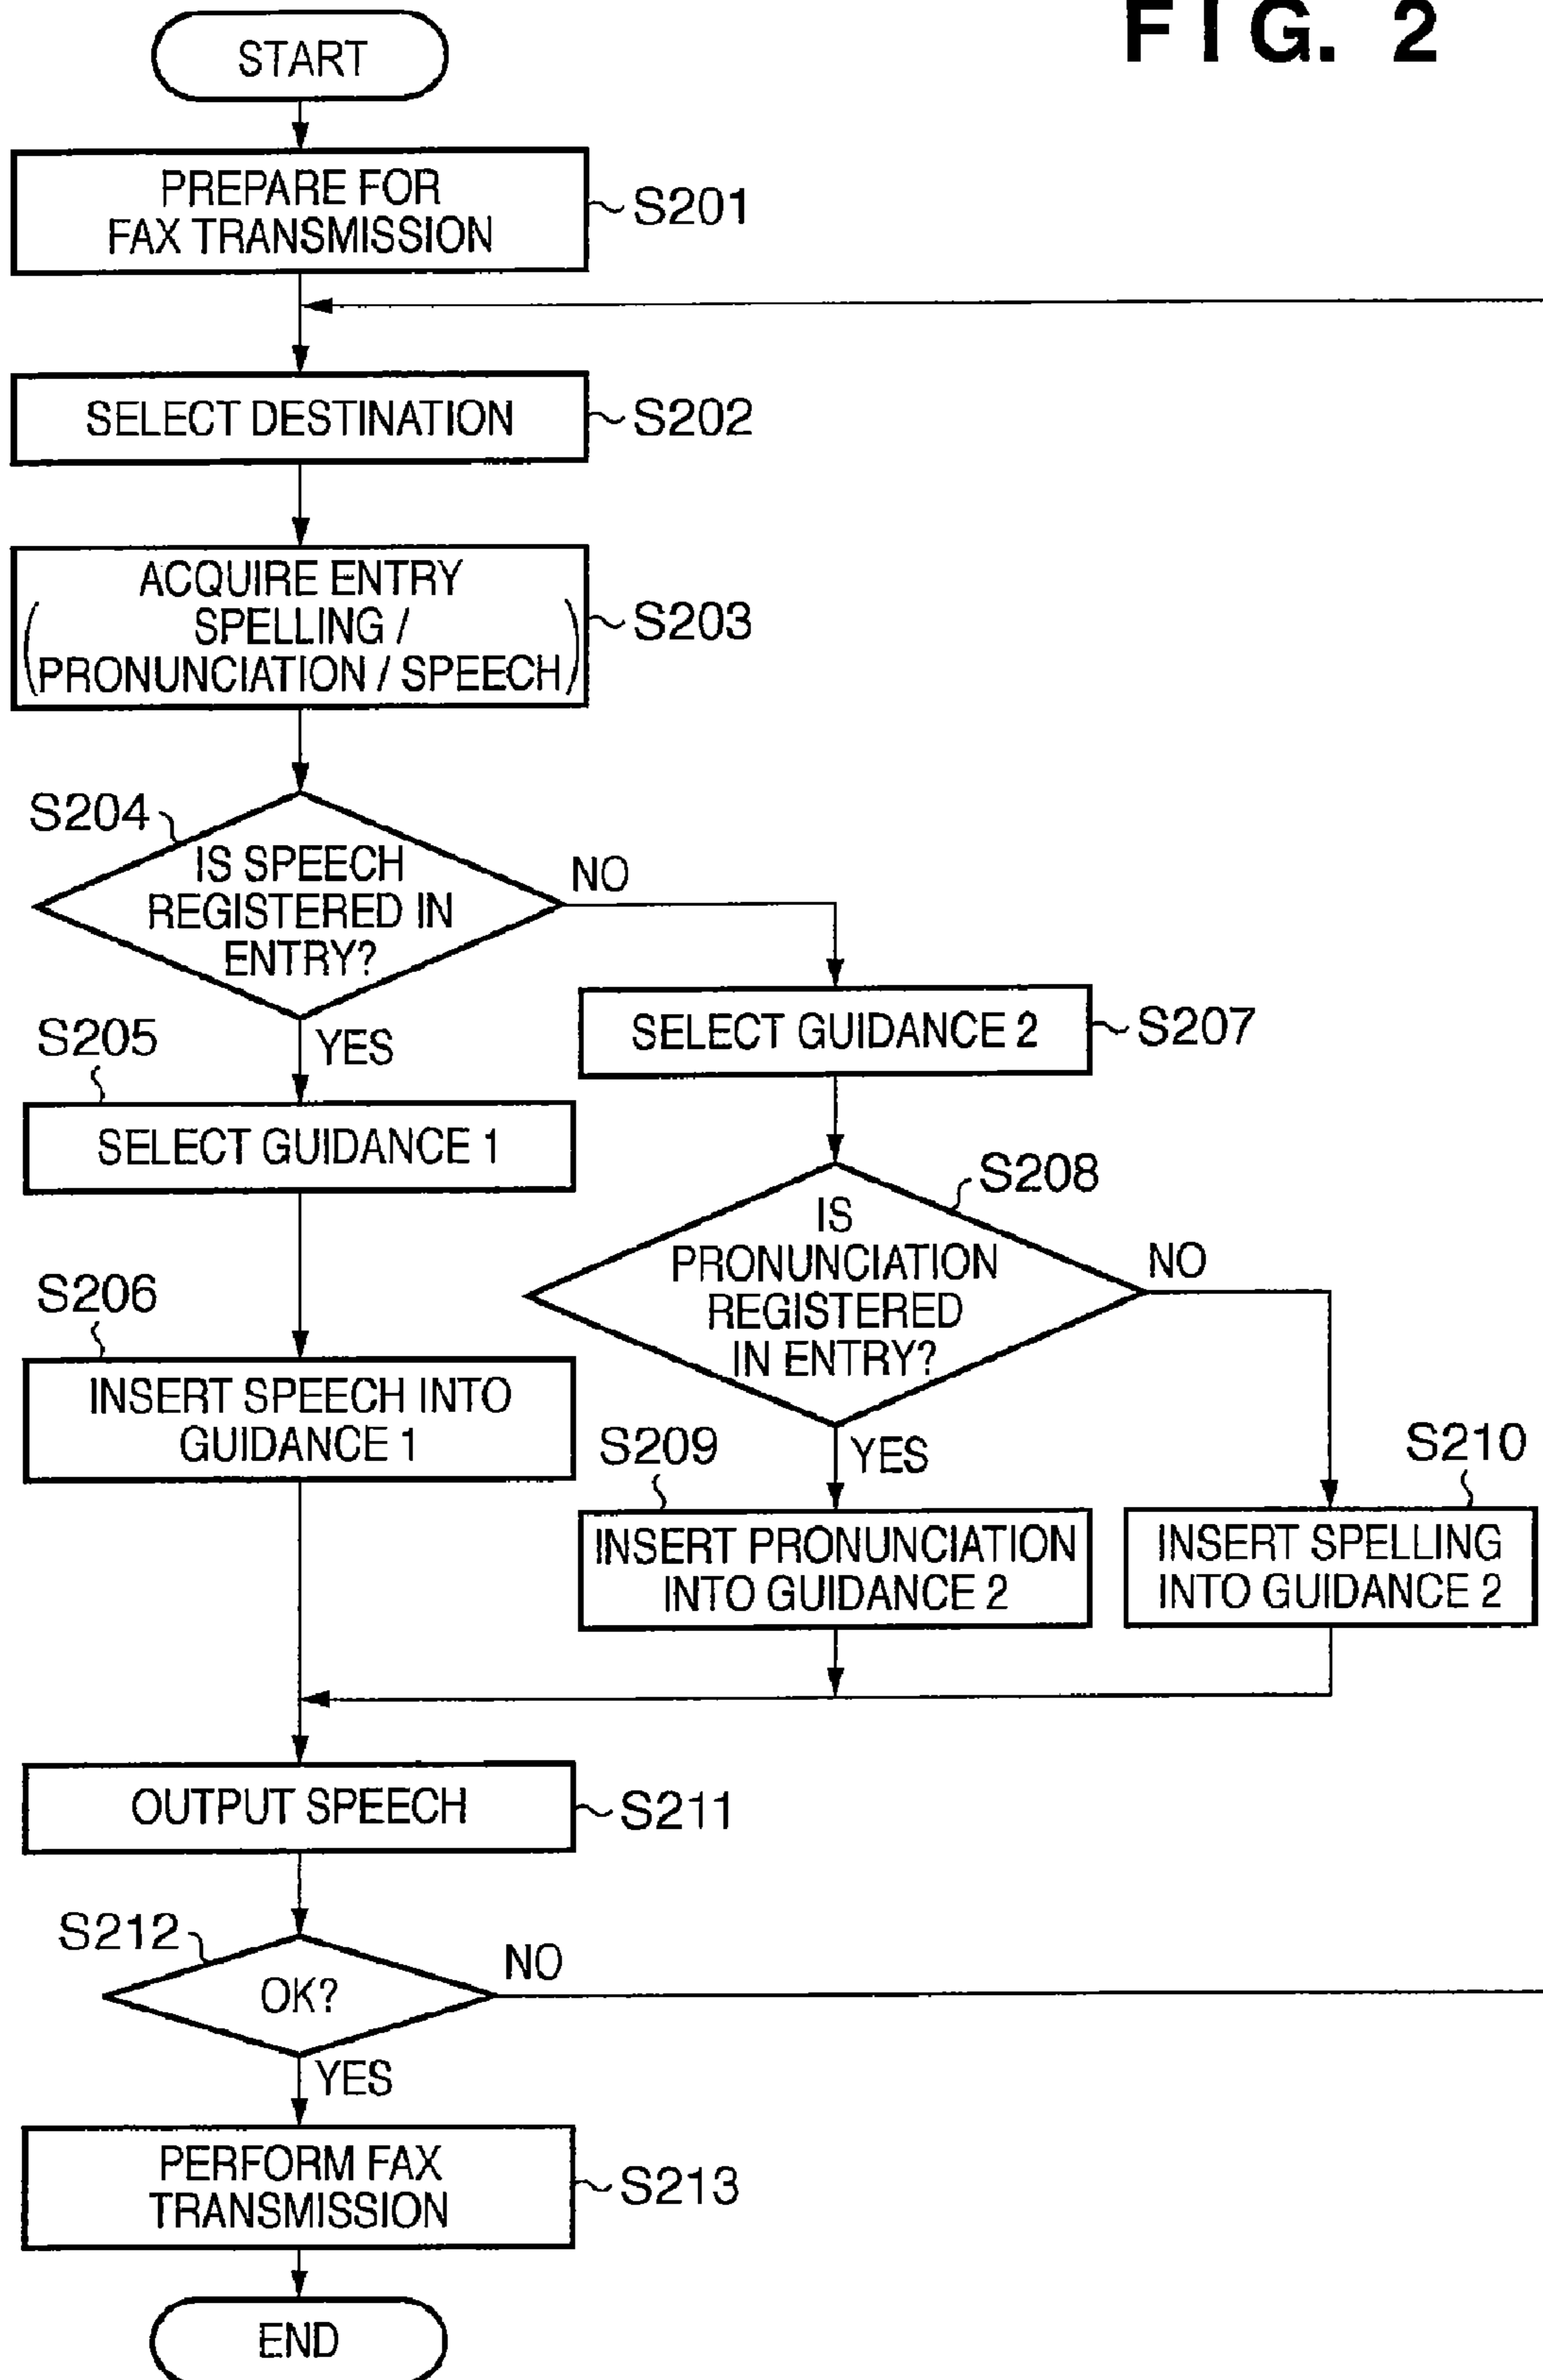 FIG. 2
START
PREPARE FOR
FAX TRANSMISSION
S201
SELECT DESTINATION
S202
ACQUIRE ENTRY
( SPELLING /
PRONUNCIATION / SPEECH )
S203
S204
IS SPEECH
REGISTERED IN
ENTRY?
NO
YES
S205
SELECT GUIDANCE 1
S206
INSERT SPEECH INTO
GUIDANCE 1
SELECT GUIDANCE 2
S207
S208
IS
PRONUNCIATION
REGISTERED
IN ENTRY?
NO
YES
S209
INSERT PRONUNCIATION
INTO GUIDANCE 2
S210
INSERT SPELLING
INTO GUIDANCE 2
OUTPUT SPEECH
S211
S212
OK?
NO
YES
PERFORM FAX
TRANSMISSION
S213
END